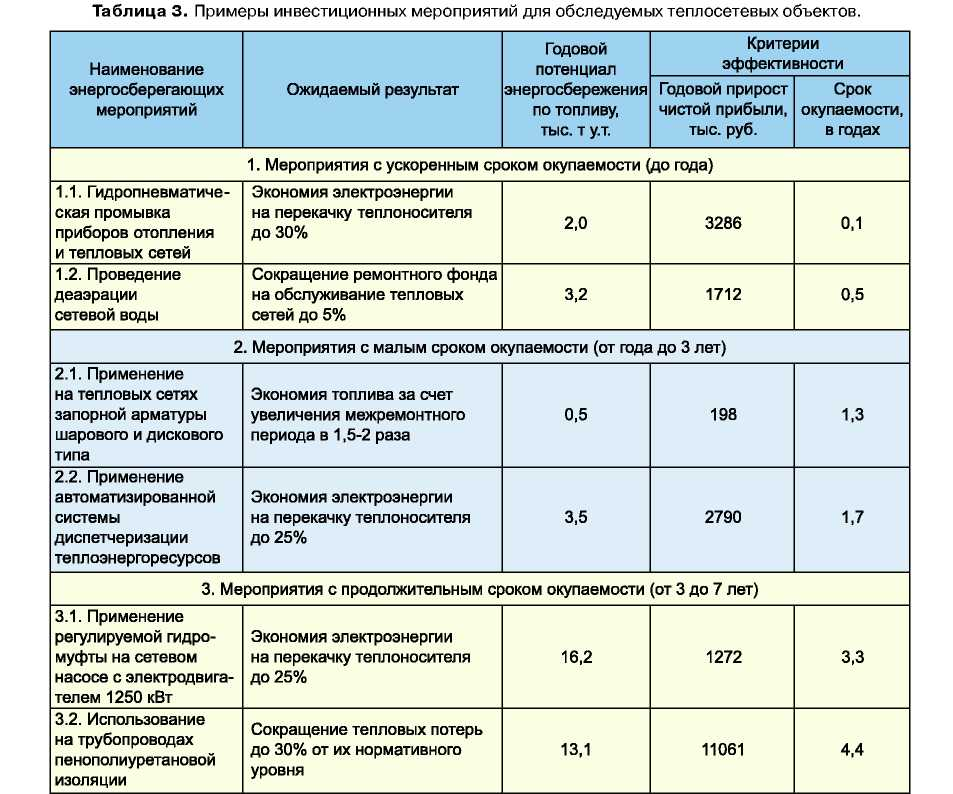 Таблица 3. Примеры инвестиционных мероприятий для обследуемых теплосетевых объектов.
Наименование
энергосберегающих
мероприятий
Ожидаемый результат
Годовой
потенциал
энергосбережения
по топливу,
тыс. т у.т.
Критерии
эффективности
Годовой прирост
чистой прибыли,
тыс. руб.
Срок
окупаемости,
в годах
1. Мероприятия с ускоренным сроком окупаемости (до года)
1.1. Гидропневматиче-
ская промывка
приборов отопления
и тепловых сетей
Экономия электроэнергии
на перекачку теплоносителя
до 30%
2,0
3286
0,1
1.2. Проведение
деаэрации
сетевой воды
Сокращение ремонтного фонда
на обслуживание тепловых
сетей до 5%
3,2
1712
0,5
2. Мероприятия с малым сроком окупаемости (от года до 3 лет)
2.1. Применение
на тепловых сетях
запорной арматуры
шарового и дискового
типа
Экономия топлива за счет
увеличения межремонтного
периода в 1,5-2 раза
0,5
198
1,3
2.2. Применение
автоматизированной
системы
диспетчеризации
теплоэнергоресурсов
Экономия электроэнергии
на перекачку теплоносителя
до 25%
3,5
2790
1,7
3. Мероприятия с продолжительным сроком окупаемости (от 3 до 7 лет)
3.1. Применение
регулируемой гидро-
муфты на сетевом
насосе с электродвига-
телем 1250 кВт
Экономия электроэнергии
на перекачку теплоносителя
до 25%
16,2
1272
3,3
3.2. Использование
на трубопроводах
пенополиуретановой
изоляции
Сокращение тепловых потерь
до 30% от их нормативного
уровня
13,1
11061
4,4